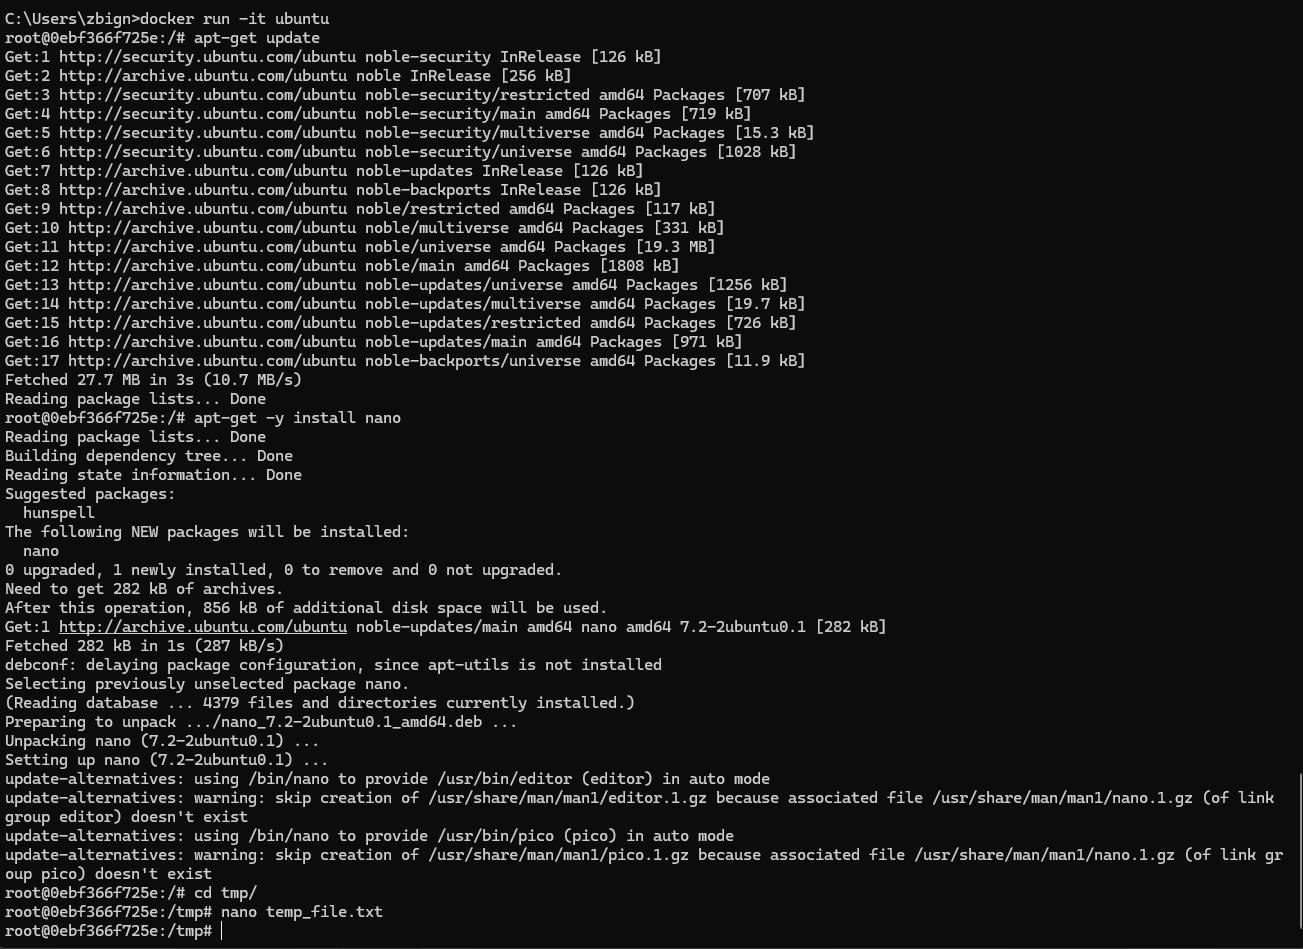 C:\Users\zbign>docker run -it ubuntu
root@0ebf366f725e:/# apt-get update
Get:1 http://security.ubuntu.com/ubuntu noble-security InRelease [126 kB]
Get:2 http://archive.ubuntu.com/ubuntu noble InRelease [256 kB]
Get:3 http://security.ubuntu.com/ubuntu noble-security/restricted amd64 Packages [707 kB]
Get:4 http://security.ubuntu.com/ubuntu noble-security/main amd64 Packages [719 kB]
Get:5 http://security.ubuntu.com/ubuntu noble-security/multiverse amd64 Packages [15.3 kB]
Get:6 http://security.ubuntu.com/ubuntu noble-security/universe amd64 Packages [1028 kB]
Get:7 http://archive.ubuntu.com/ubuntu noble-updates InRelease [126 kB]
Get:8 http://archive.ubuntu.com/ubuntu noble-backports InRelease [126 kB]
Get:9 http://archive.ubuntu.com/ubuntu noble/restricted amd64 Packages [117 kB]
Get:10 http://archive.ubuntu.com/ubuntu noble/multiverse amd64 Packages [331 kB]
Get:11 http://archive.ubuntu.com/ubuntu noble/universe amd64 Packages [19.3 MB]
Get:12 http://archive.ubuntu.com/ubuntu noble/main amd64 Packages [1808 kB]
Get:13 http://archive.ubuntu.com/ubuntu noble-updates/universe amd64 Packages [1256 kB]
Get:14 http://archive.ubuntu.com/ubuntu noble-updates/multiverse amd64 Packages [19.7 kB]
Get:15 http://archive.ubuntu.com/ubuntu noble-updates/restricted amd64 Packages [726 kB]
Get:16 http://archive.ubuntu.com/ubuntu noble-updates/main amd64 Packages [971 kB]
Get:17 http://archive.ubuntu.com/ubuntu noble-backports/universe amd64 Packages [11.9 kB]
Fetched 27.7 MB in 3s (10.7 MB/s)
Reading package lists... Done
root@0ebf366f725e:/# apt-get -y install nano
Reading package lists... Done
Building dependency tree... Done
Reading state information... Done
Suggested packages:
  hunspell
The following NEW packages will be installed:
  nano
0 upgraded, 1 newly installed, 0 to remove and 0 not upgraded.
Need to get 282 kB of archives.
After this operation, 856 kB of additional disk space will be used.
Get:1 http://archive.ubuntu.com/ubuntu noble-updates/main amd64 nano amd64 7.2-2ubuntu0.1 [282 kB]
Fetched 282 kB in 1s (287 kB/s)
debconf: delaying package configuration, since apt-utils is not installed
Selecting previously unselected package nano.
(Reading database ... 4379 files and directories currently installed.)
Preparing to unpack .../nano_7.2-2ubuntu0.1_amd64.deb ...
Unpacking nano (7.2-2ubuntu0.1) ...
Setting up nano (7.2-2ubuntu0.1) ...
update-alternatives: using /bin/nano to provide /usr/bin/editor (editor) in auto mode
update-alternatives: warning: skip creation of /usr/share/man/man1/editor.1.gz because associated file /usr/share/man/man1/nano.1.gz (of link
group editor) doesn't exist
update-alternatives: using /bin/nano to provide /usr/bin/pico (pico) in auto mode
update-alternatives: warning: skip creation of /usr/share/man/man1/pico.1.gz because associated file /usr/share/man/man1/nano.1.gz (of link gr
oup pico) doesn't exist
root@0ebf366f725e:/# cd tmp/
root@0ebf366f725e:/tmp# nano temp_file.txt
root@0ebf366f725e:/tmp#